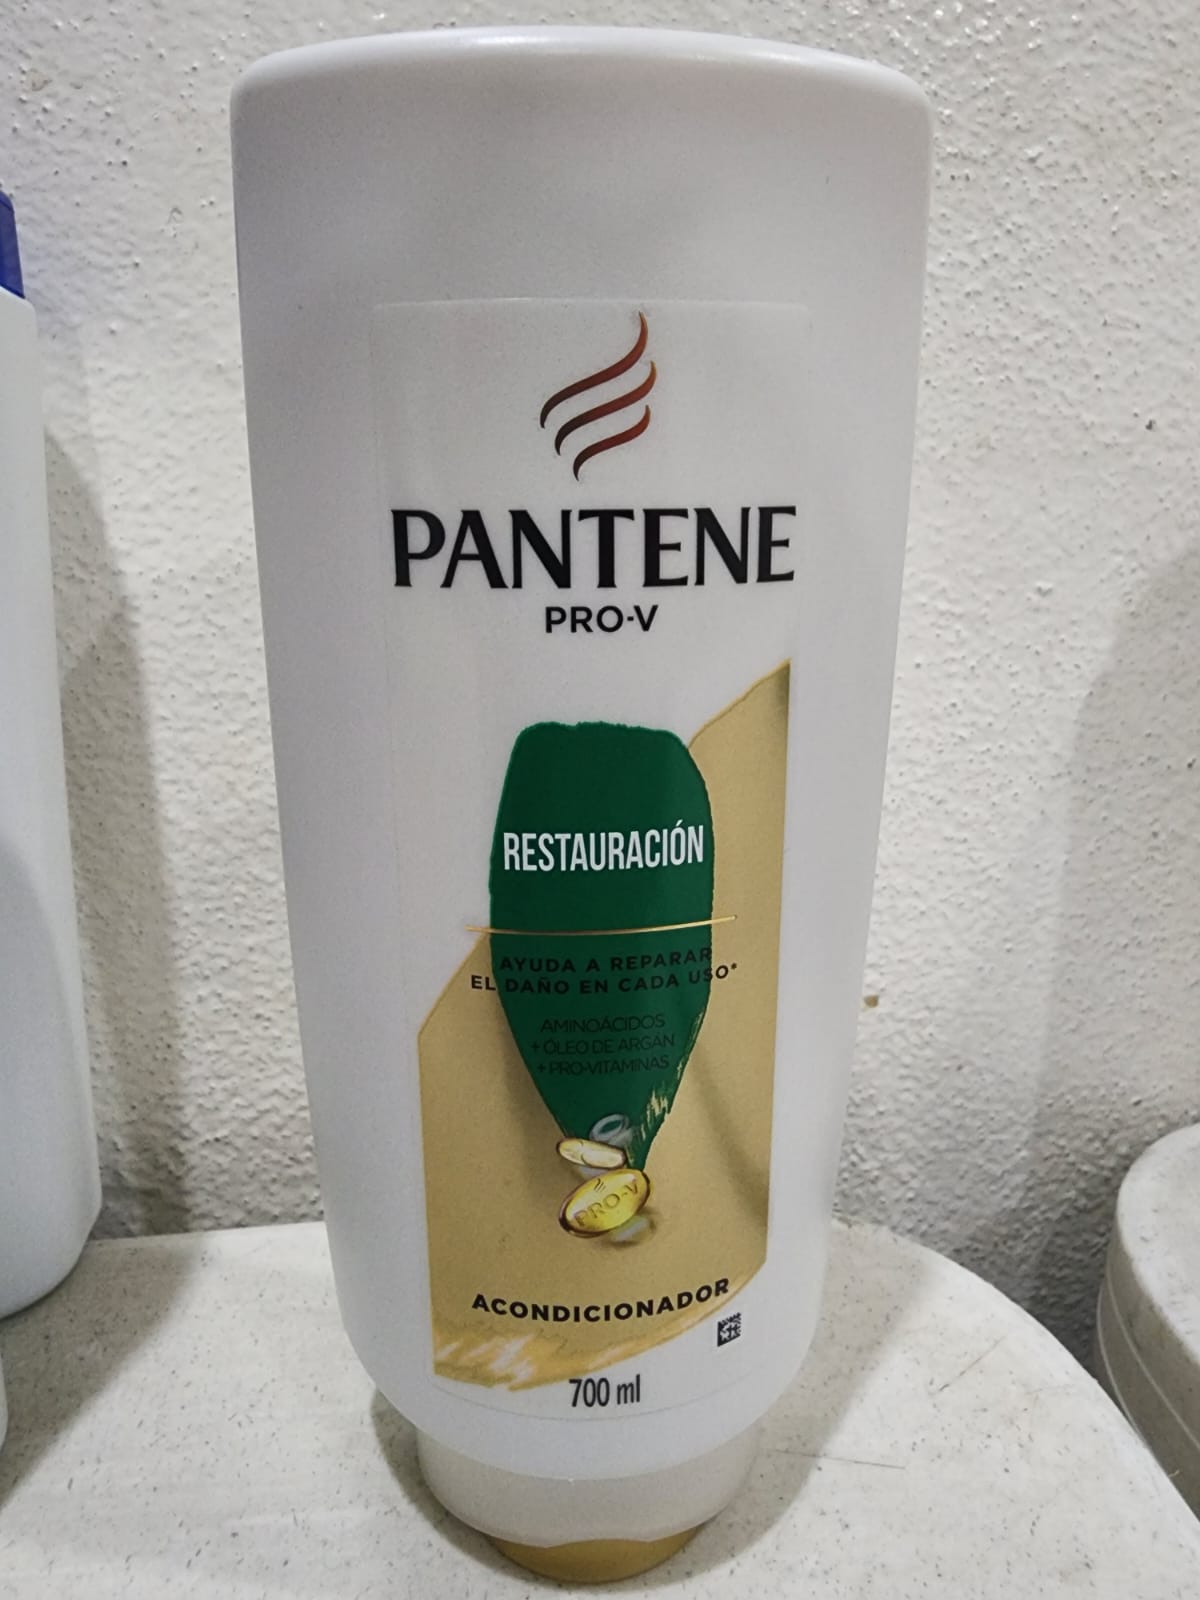 PANTENE
PRO-V
RESTAURACIÓN
AYUDA A REPARAR
EL DAÑO EN CADA USO*
AMINOÁCIDOS
+ ÓLEO DE ARGÁN
+ PRO-VITAMINAS
PRO-V
ACONDICIONADOR
700 ml